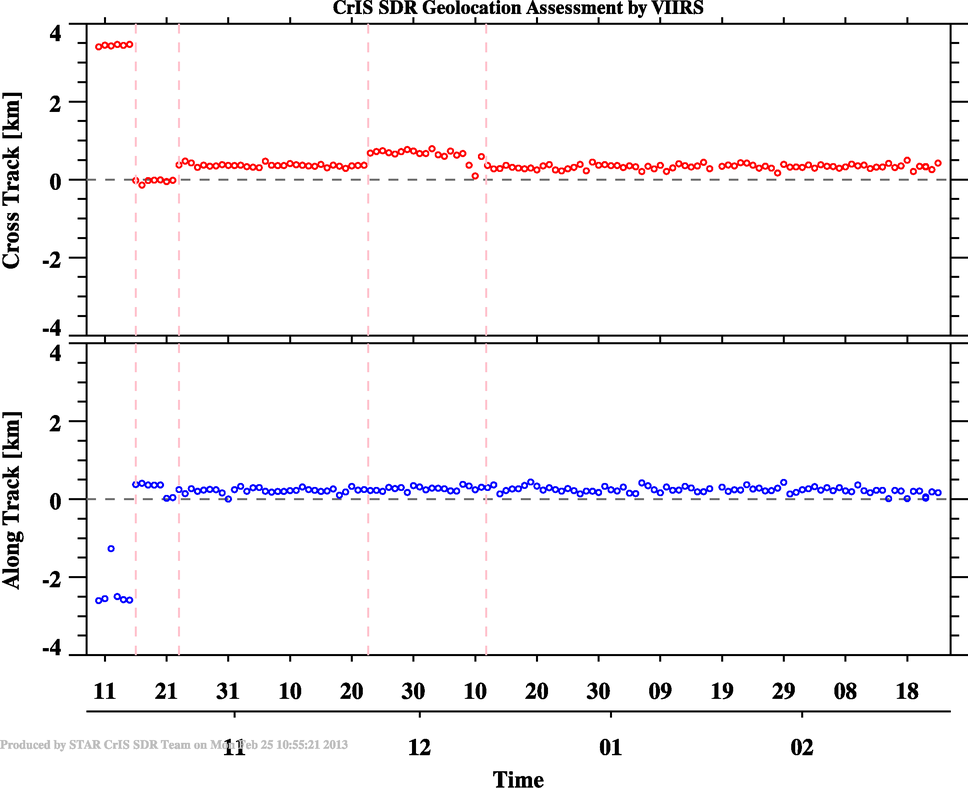 CrIS SDR Geolocation Assessment by VIIRS
4
2
0
-2
-4
Cross Track [km]
4
2
0
-2
-4
Along Track [km]
11 21 31 10 20 30 10 20 30 09 19 29 08 18
11 12 01 02
Produced by STAR CrIS SDR Team on Mon Feb 25 10:55:21 2013
Time